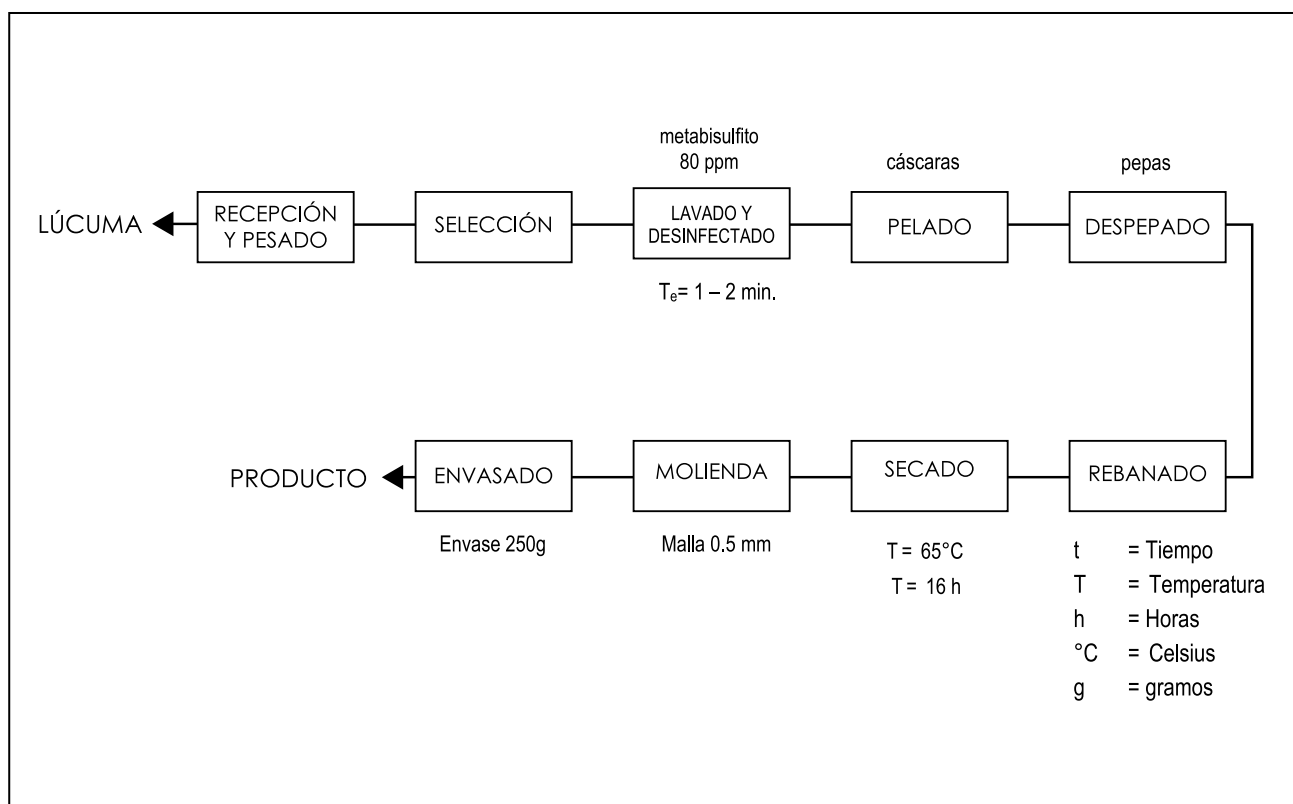 LÚCUMA
RECEPCIÓN
Y PESADO
SELECCIÓN
metabisulfito
80 ppm
LAVADO Y
DESINFECTADO
Te= 1 – 2 min.
cáscaras
PELADO
pepas
DESPEPADO
REBANADO
SECADO
T = 65°C
T = 16 h
MOLIENDA
Malla 0.5 mm
ENVASADO
Envase 250g
PRODUCTO
t = Tiempo
T = Temperatura
h = Horas
°C = Celsius
g = gramos